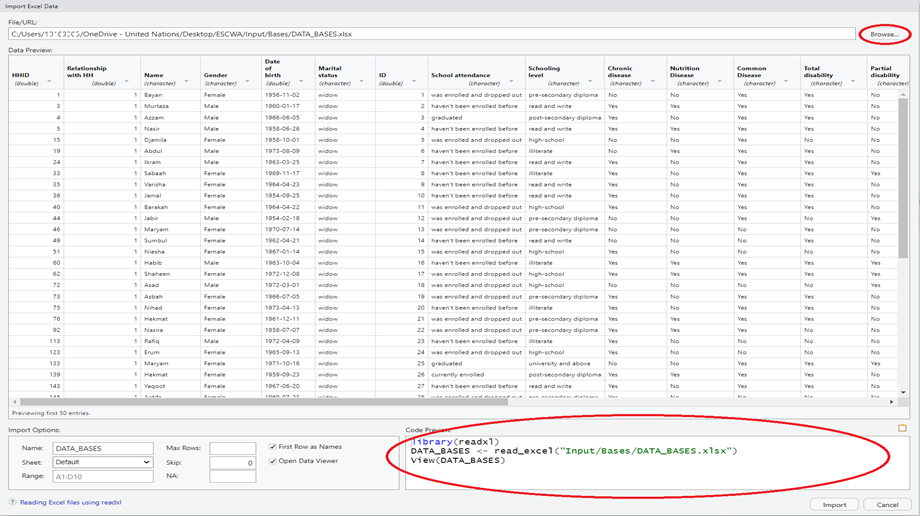 Import Excel Data
File/URL:
C:/Users/ /OneDrive - United Nations/Desktop/ESCWA/Input/Bases/DATA_BASES.xlsx Browse...
Data Preview:
HHID (double) Relationship with HH (double) Name (character) Gender (character) Date of birth (double) Marital status (character) ID (double) School attendance (character) Schooling level (character) Chronic disease (character) Nutrition Disease (character) Common Disease (character) Total disability (character) Partial disability (character)
1 1 Bayan Female 1956-11-02 widow 1 was enrolled and dropped out pre-secondary diploma Yes No Yes Yes No
3 1 Murtaza Male 1960-01-17 widow 2 haven't been enrolled before read and write Yes Yes Yes Yes No
4 1 Azzam Male 1966-06-05 widow 3 graduated post-secondary diploma Yes No Yes Yes No
5 1 Nasir Male 1958-06-26 widow 4 haven't been enrolled before read and write Yes Yes No Yes No
15 1 Djamila Female 1958-10-01 widow 5 was enrolled and dropped out high-school No No Yes Yes No
19 1 Abdul Male 1973-08-09 widow 6 haven't been enrolled before illiterate No Yes Yes Yes No
24 1 Ikram Male 1963-03-25 widow 7 haven't been enrolled before read and write Yes No Yes Yes No
33 1 Sabaah Female 1969-11-17 widow 8 haven't been enrolled before illiterate Yes No No Yes Yes
35 1 Varisha Female 1964-04-23 widow 9 haven't been enrolled before read and write Yes No Yes Yes No
36 1 Jamal Female 1954-09-25 widow 10 haven't been enrolled before read and write Yes No Yes Yes No
40 1 Barakah Female 1964-04-22 widow 11 was enrolled and dropped out high-school Yes No Yes Yes No
44 1 Jabir Male 1954-02-18 widow 12 was enrolled and dropped out pre-secondary diploma No No Yes No Yes
46 1 Maryam Female 1970-07-14 widow 13 was enrolled and dropped out pre-secondary diploma Yes No Yes Yes No
49 1 Sumbul Female 1962-04-21 widow 14 haven't been enrolled before read and write No No Yes Yes No
51 1 Niesha Female 1967-01-14 widow 15 was enrolled and dropped out high-school No No Yes Yes No
60 1 Habib Male 1963-10-04 widow 16 haven't been enrolled before illiterate Yes Yes Yes Yes Yes
62 1 Shaheen Female 1972-12-08 widow 17 was enrolled and dropped out high-school Yes Yes Yes Yes Yes
72 1 Asad Male 1972-03-01 widow 18 was enrolled and dropped out high-school Yes No Yes No Yes
73 1 Asbah Female 1966-07-05 widow 19 was enrolled and dropped out pre-secondary diploma Yes No No Yes No
75 1 Nihad Female 1973-04-13 widow 20 haven't been enrolled before illiterate Yes No Yes Yes No
76 1 Hekmat Female 1961-12-11 widow 21 was enrolled and dropped out pre-secondary diploma Yes Yes Yes Yes No
92 1 Nasira Female 1958-07-07 widow 22 was enrolled and dropped out pre-secondary diploma Yes Yes No No Yes
113 1 Rafiq Male 1972-04-09 widow 23 haven't been enrolled before illiterate Yes No No Yes No
123 1 Erum Female 1965-09-13 widow 24 was enrolled and dropped out high-school Yes No Yes Yes No
133 1 Maryam Female 1971-10-16 widow 25 graduated university and above Yes No No Yes No
139 1 Hekmat Female 1959-09-23 widow 26 currently enrolled post-secondary diploma Yes Yes Yes Yes No
143 1 Yaqoot Female 1967-06-20 widow 27 haven't been enrolled before read and write Yes No Yes Yes No
Previewing first 50 entries.
Import Options:
Name: DATA_BASES Max Rows: First Row as Names
Sheet: Default Skip: 0 Open Data Viewer
Range: A1:D10 NA:
Code Preview:
library(readxl)
DATA_BASES <- read_excel("Input/Bases/DATA_BASES.xlsx")
View(DATA_BASES)
? Reading Excel files using readxl
Import Cancel